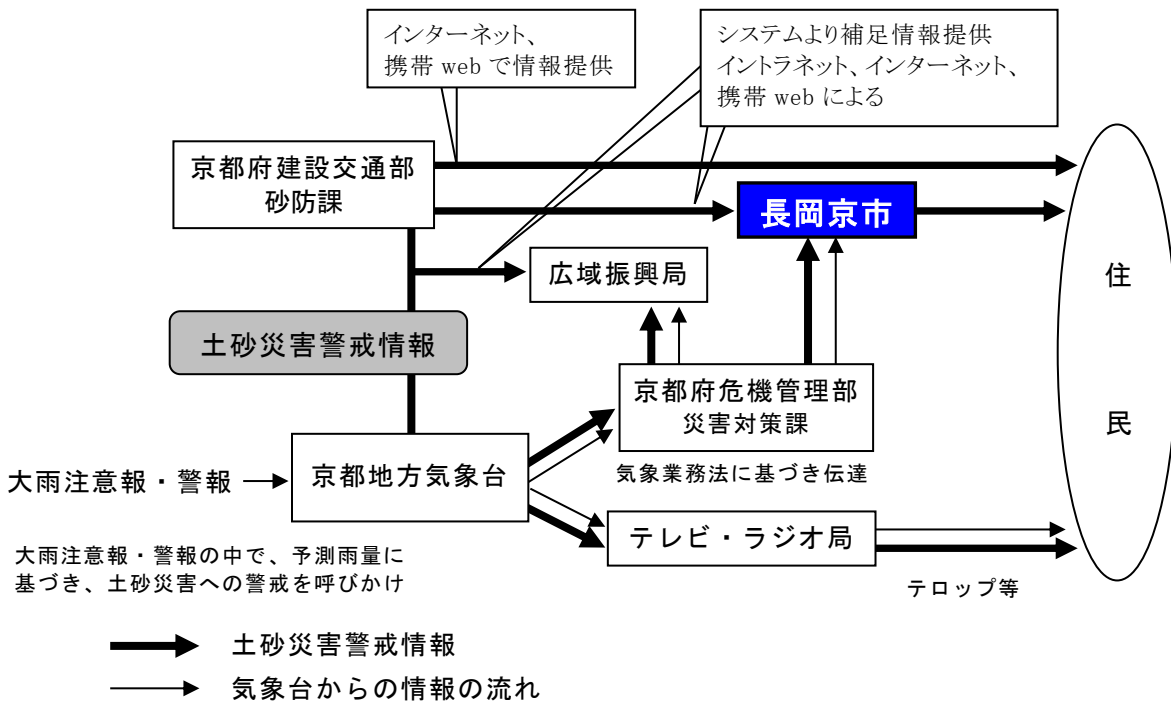 インターネット、
携帯 web で情報提供
システムより補足情報提供
イントラネット、インターネット、
携帯 web による
京都府建設交通部
砂防課
長岡京市
広域振興局
住
民
土砂災害警戒情報
京都府危機管理部
災害対策課
気象業務法に基づき伝達
大雨注意報・警報
京都地方気象台
テレビ・ラジオ局
大雨注意報・警報の中で、予測雨量に
基づき、土砂災害への警戒を呼びかけ
テロップ等
土砂災害警戒情報
気象台からの情報の流れ